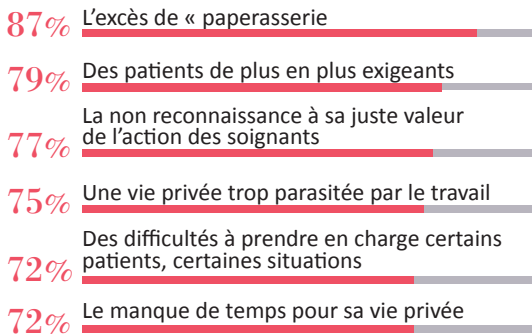 87% L'excès de « paperasserie
79% Des patients de plus en plus exigeants
La non reconnaissance à sa juste valeur
77% de l'action des soignants
75% Une vie privée trop parasitée par le travail
Des difficultés à prendre en charge certains
72% patients, certaines situations
72% Le manque de temps pour sa vie privée